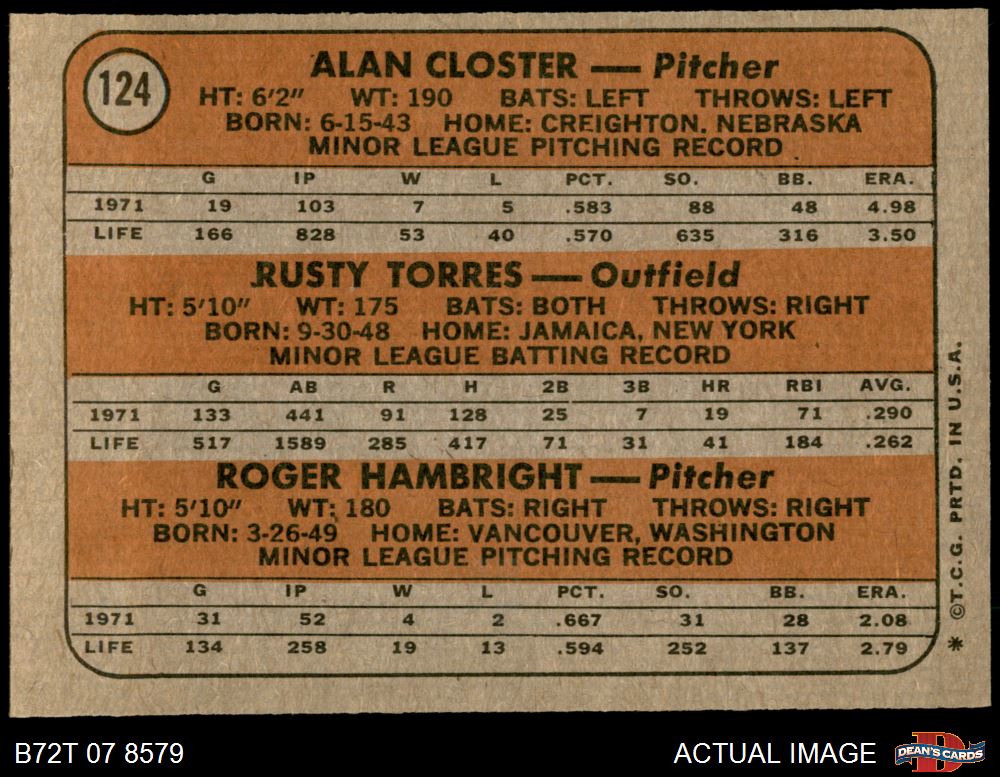 124
ALAN CLOSTER — Pitcher
HT: 6'2" WT: 190 BATS: LEFT THROWS: LEFT
BORN: 6-15-43 HOME: CREIGHTON, NEBRASKA
MINOR LEAGUE PITCHING RECORD
G IP W L PCT. SO. BB. ERA.
1971 19 103 7 5 .583 88 48 4.98
LIFE 166 828 53 40 .570 635 316 3.50
RUSTY TORRES — Outfield
HT: 5'10" WT: 175 BATS: BOTH THROWS: RIGHT
BORN: 9-30-48 HOME: JAMAICA, NEW YORK
MINOR LEAGUE BATTING RECORD
G AB R H 2B 3B HR RBI AVG.
1971 133 441 91 128 25 7 19 71 .290
LIFE 517 1589 285 417 71 31 41 184 .262
ROGER HAMBRIGHT — Pitcher
HT: 5'10" WT: 180 BATS: RIGHT THROWS: RIGHT
BORN: 3-26-49 HOME: VANCOUVER, WASHINGTON
MINOR LEAGUE PITCHING RECORD
G IP W L PCT. SO. BB. ERA.
1971 31 52 4 2 .667 31 28 2.08
LIFE 134 258 19 13 .594 252 137 2.79
* ©T.C.G. PRTD. IN U.S.A.
B72T 07 8579
ACTUAL IMAGE
DEAN'S CARDS